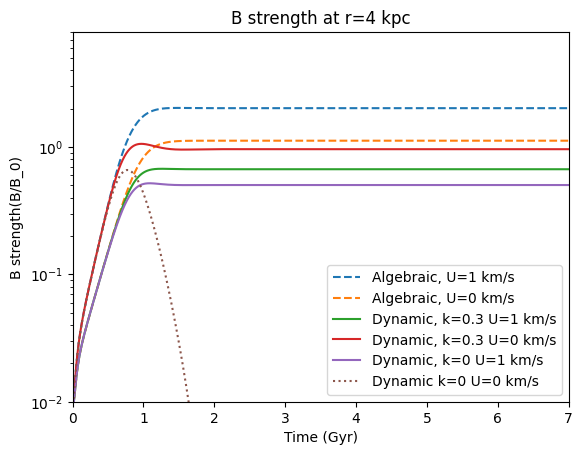 B strength at r=4 kpc
B strength(B/B_0)
10^0
10^-1
10^-2
Algebraic, U=1 km/s
Algebraic, U=0 km/s
Dynamic, k=0.3 U=1 km/s
Dynamic, k=0.3 U=0 km/s
Dynamic, k=0 U=1 km/s
Dynamic k=0 U=0 km/s
0 1 2 3 4 5 6 7
Time (Gyr)